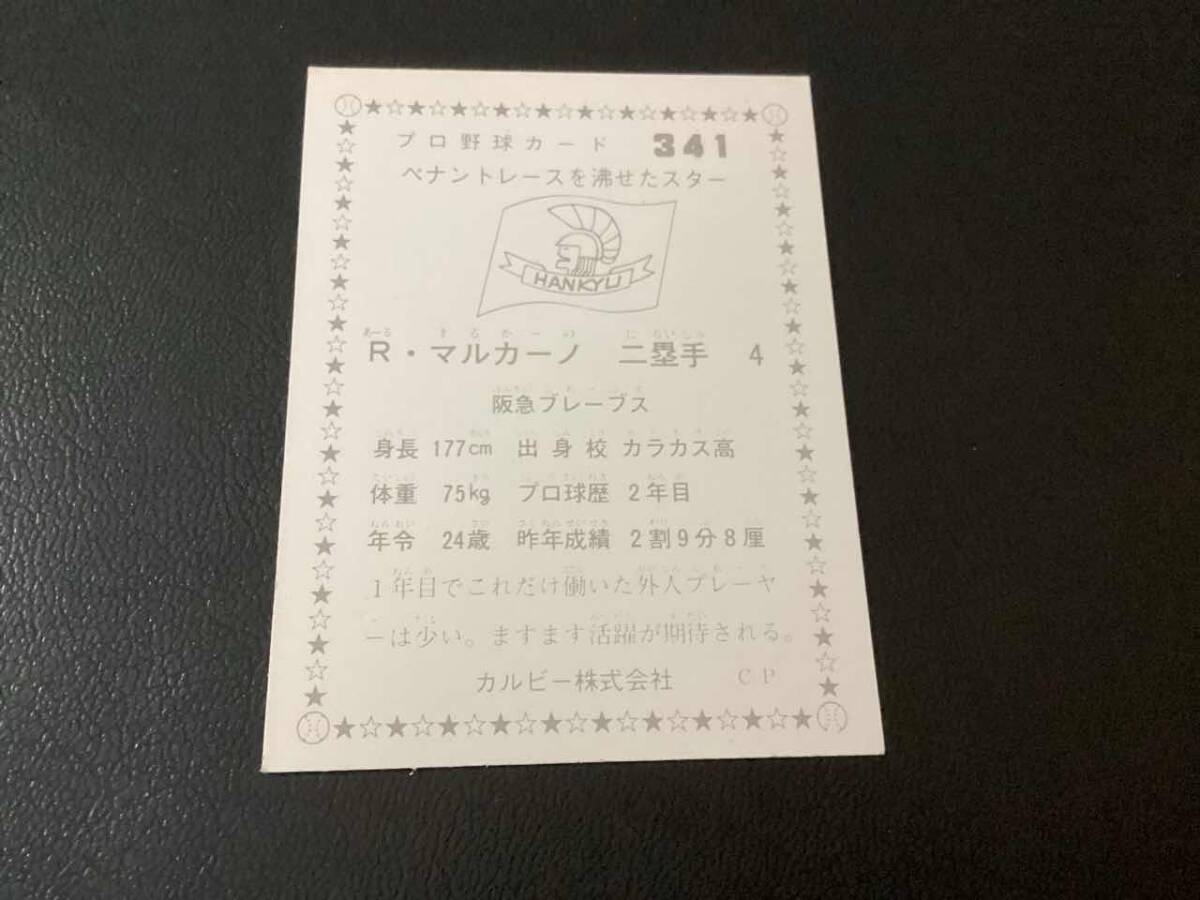 プロ野球カード 341
ペナントレースを沸せたスター
HANKYU
R・マルカーノ 二塁手 4
阪急ブレーブス
身長 177cm 出身校 カラカス高
体重 75kg プロ球歴 2年目
年令 24歳 昨年成績 2割9分8厘
1年目でこれだけ働いた外人プレーヤ
ーは少い。ますます活躍が期待される。
カルビー株式会社 CP